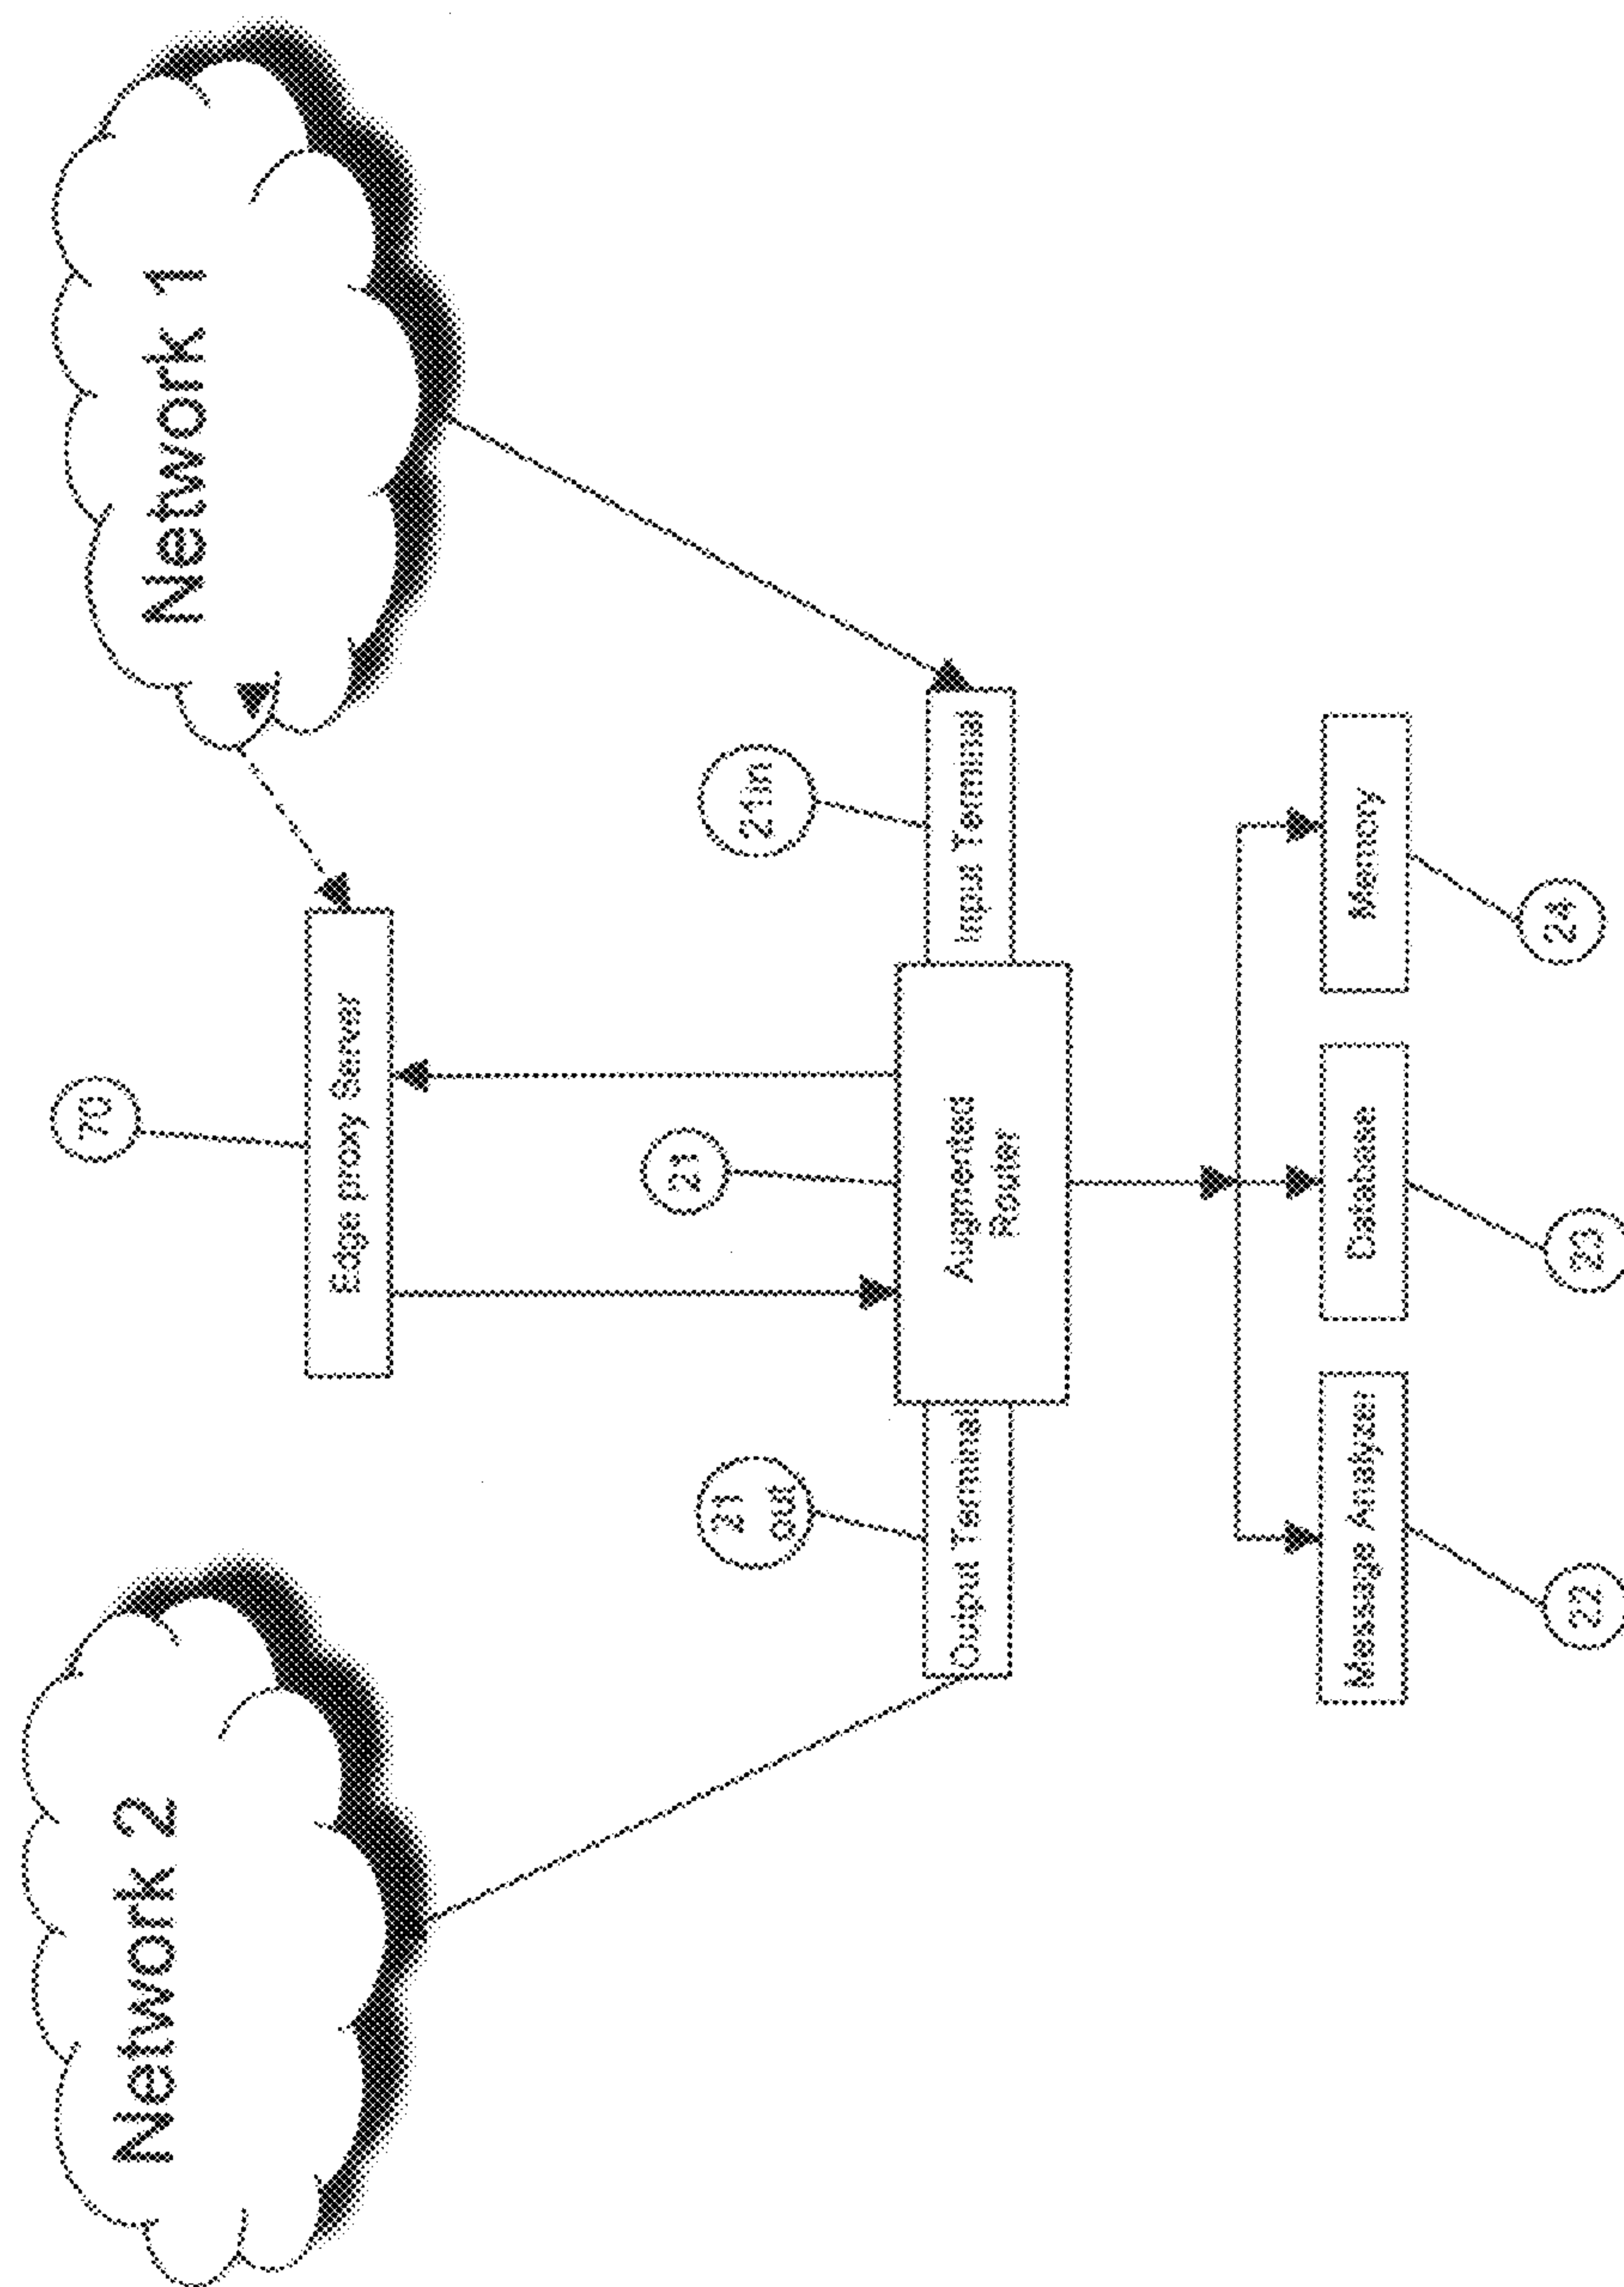 70
Network 2
Network 1
Edge proxy Server
21
21
out
21in
Output Terminal
Augmented
Router
Input Terminal
Message Analyzer
Database
Memory
22
23
24